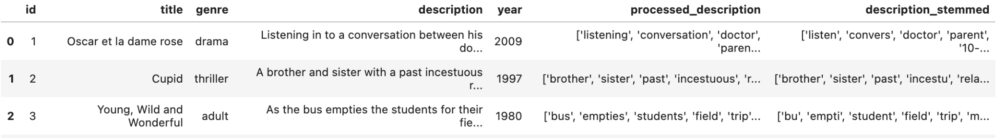 id title genre description year processed_description description_stemmed
0 1 Oscar et la dame rose drama Listening in to a conversation between his do... 2009 ['listening', 'conversation', 'doctor', 'paren... ['listen', 'convers', 'doctor', 'parent', '10-...
1 2 Cupid thriller A brother and sister with a past incestuous r... 1997 ['brother', 'sister', 'past', 'incestuous', 'r... ['brother', 'sister', 'past', 'incestu', 'rela...
2 3 Young, Wild and Wonderful adult As the bus empties the students for their fie... 1980 ['bus', 'empties', 'students', 'field', 'trip'... ['bu', 'empti', 'student', 'field', 'trip', 'm...